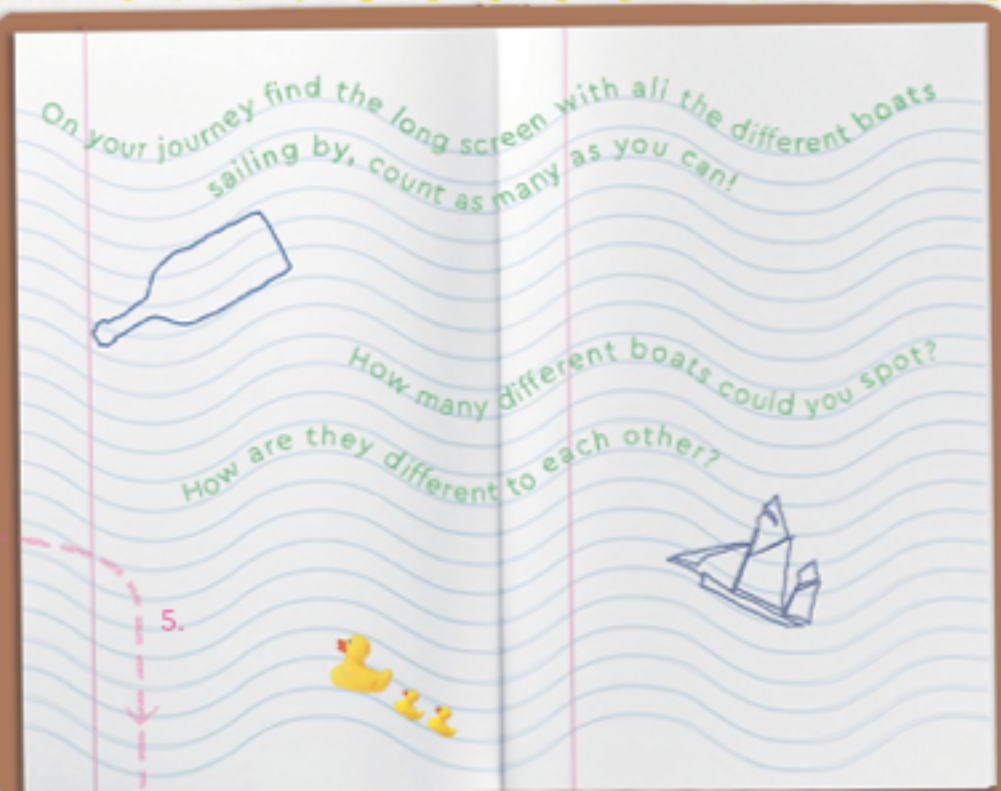 On your journey find the long screen with all the different boats
sailing by, count as many as you can!
How many different boats could you spot?
How are they different to each other?
5.